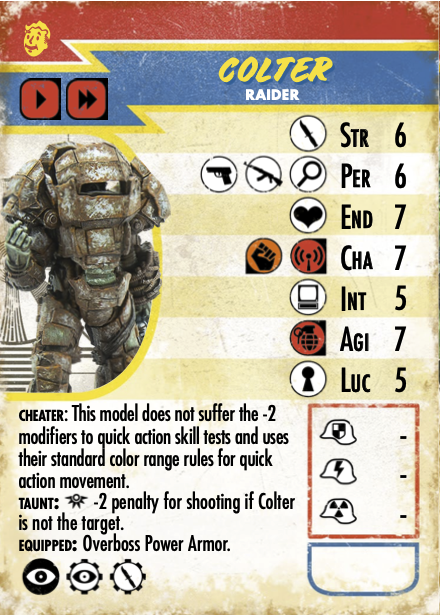 COLTER
RAIDER
STR 6
PER 6
END 7
CHA 7
INT 5
AGI 7
LUC 5
CHEATER: This model does not suffer the -2
modifiers to quick action skill tests and uses
their standard color range rules for quick
action movement.
TAUNT: -2 penalty for shooting if Colter
is not the target.
EQUIPPED: Overboss Power Armor.
-
-
-